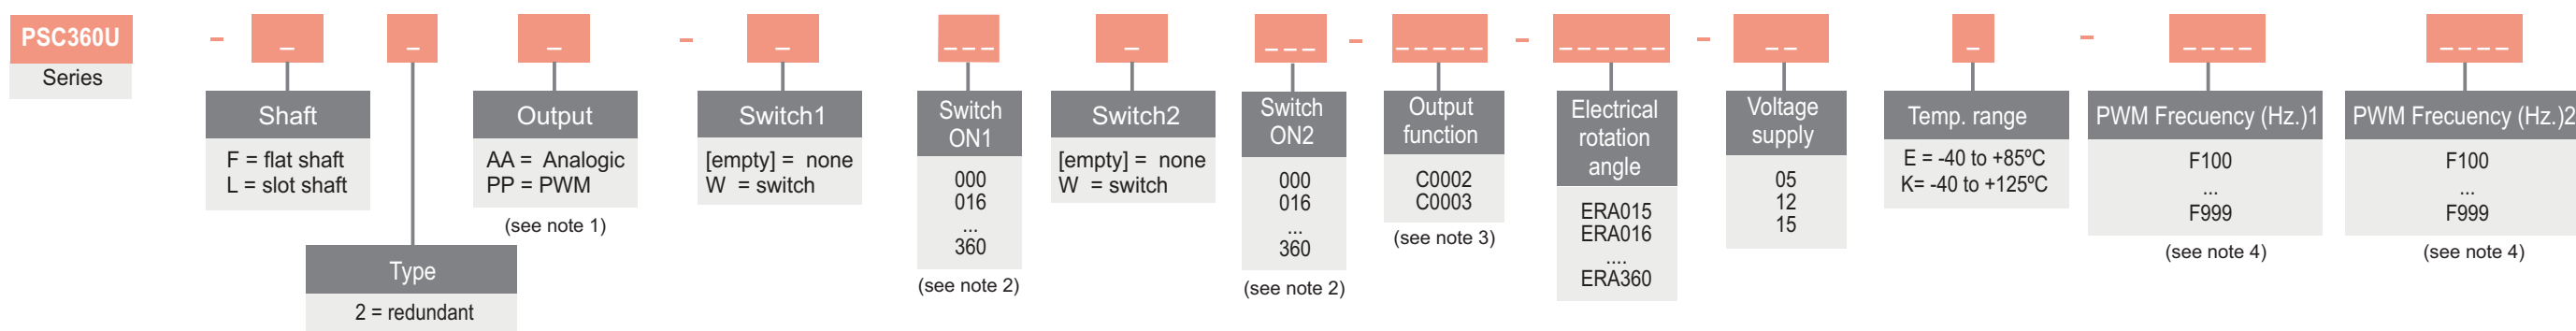 PSC360U
Series
- _ _ _ - _ _ _ _ _ _ _ _ - _ _ _ _ _ - _ _ _ _ _ _ - _ _ _ - _ _ _ _ _ _ _ _
Shaft
F = flat shaft
L = slot shaft
Type
2 = redundant
Output
AA = Analogic
PP = PWM
(see note 1)
Switch1
[empty] = none
W = switch
Switch
ON1
000
016
...
360
(see note 2)
Switch2
[empty] = none
W = switch
Switch
ON2
000
016
...
360
(see note 2)
Output
function
C0002
C0003
(see note 3)
Electrical
rotation
angle
ERA015
ERA016
....
ERA360
Voltage
supply
05
12
15
Temp. range
E = -40 to +85ºC
K= -40 to +125ºC
PWM Frecuency (Hz.)1
F100
...
F999
(see note 4)
PWM Frecuency (Hz.)2
F100
...
F999
(see note 4)